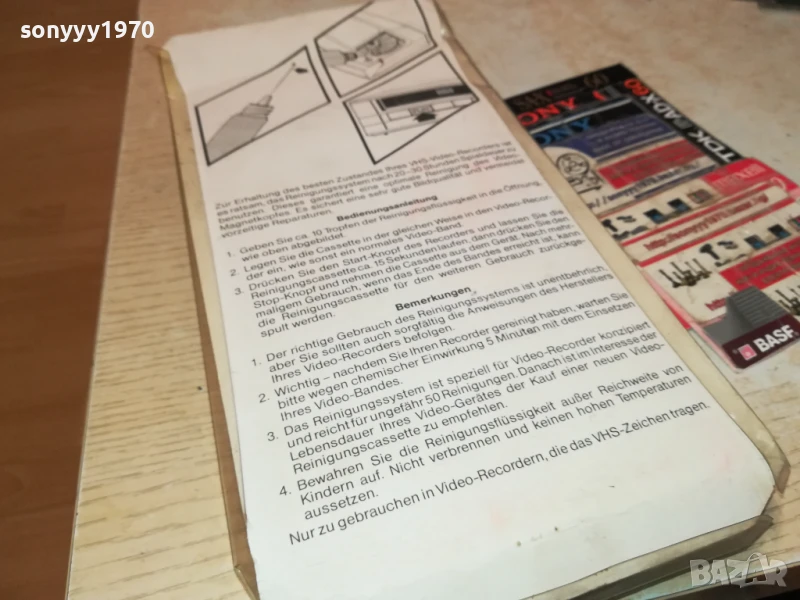 sonyyy1970
Zur Erhaltung des besten Zustandes Ihres VHS-Video-Recorders ist
es ratsam, das Reinigungssystem nach 20–30 Stunden Spieldauer zu
benutzen. Dieses garantiert eine optimale Reinigung des Video-
Magnetkopfes. Es sichert eine sehr gute Bildqualität und vermeidet
vorzeitige Reparaturen.
Bedienungsanleitung
1. Geben Sie ca. 10 Tropfen der Reinigungsflüssigkeit in die Öffnung,
wie oben abgebildet.
2. Legen Sie die Cassette in der gleichen Weise in den Video-Recor-
der ein, wie sonst ein normales Video-Band.
3. Drücken Sie den Start-Knopf des Recorders und lassen Sie die
Reinigungscassette ca. 15 Sekunden laufen, dann drücken Sie den
Stop-Knopf und nehmen die Cassette aus dem Gerät. Nach mehr-
maligem Gebrauch, wenn das Ende des Bandes erreicht ist, kann
die Reinigungscassette für den weiteren Gebrauch zurückge-
spult werden.
Bemerkungen
1. Der richtige Gebrauch des Reinigungssystems ist unentbehrlich,
aber Sie sollten auch sorgfältig die Anweisungen des Herstellers
Ihres Video-Recorders befolgen.
2. Wichtig – nachdem Sie Ihren Recorder gereinigt haben, warten Sie
bitte wegen chemischer Einwirkung 5 Minuten mit dem Einsetzen
Ihres Video-Bandes.
3. Das Reinigungssystem ist speziell für Video-Recorder konzipiert
und reicht für ungefähr 50 Reinigungen. Danach ist im Interesse der
Lebensdauer Ihres Video-Gerätes der Kauf einer neuen Video-
Reinigungscassette zu empfehlen.
4. Bewahren Sie die Reinigungsflüssigkeit außer Reichweite von
Kindern auf. Nicht verbrennen und keinen hohen Temperaturen
aussetzen.
Nur zu gebrauchen in Video-Recordern, die das VHS-Zeichen tragen.
TDK
ADX
60
maxell
BASF
BAZAR